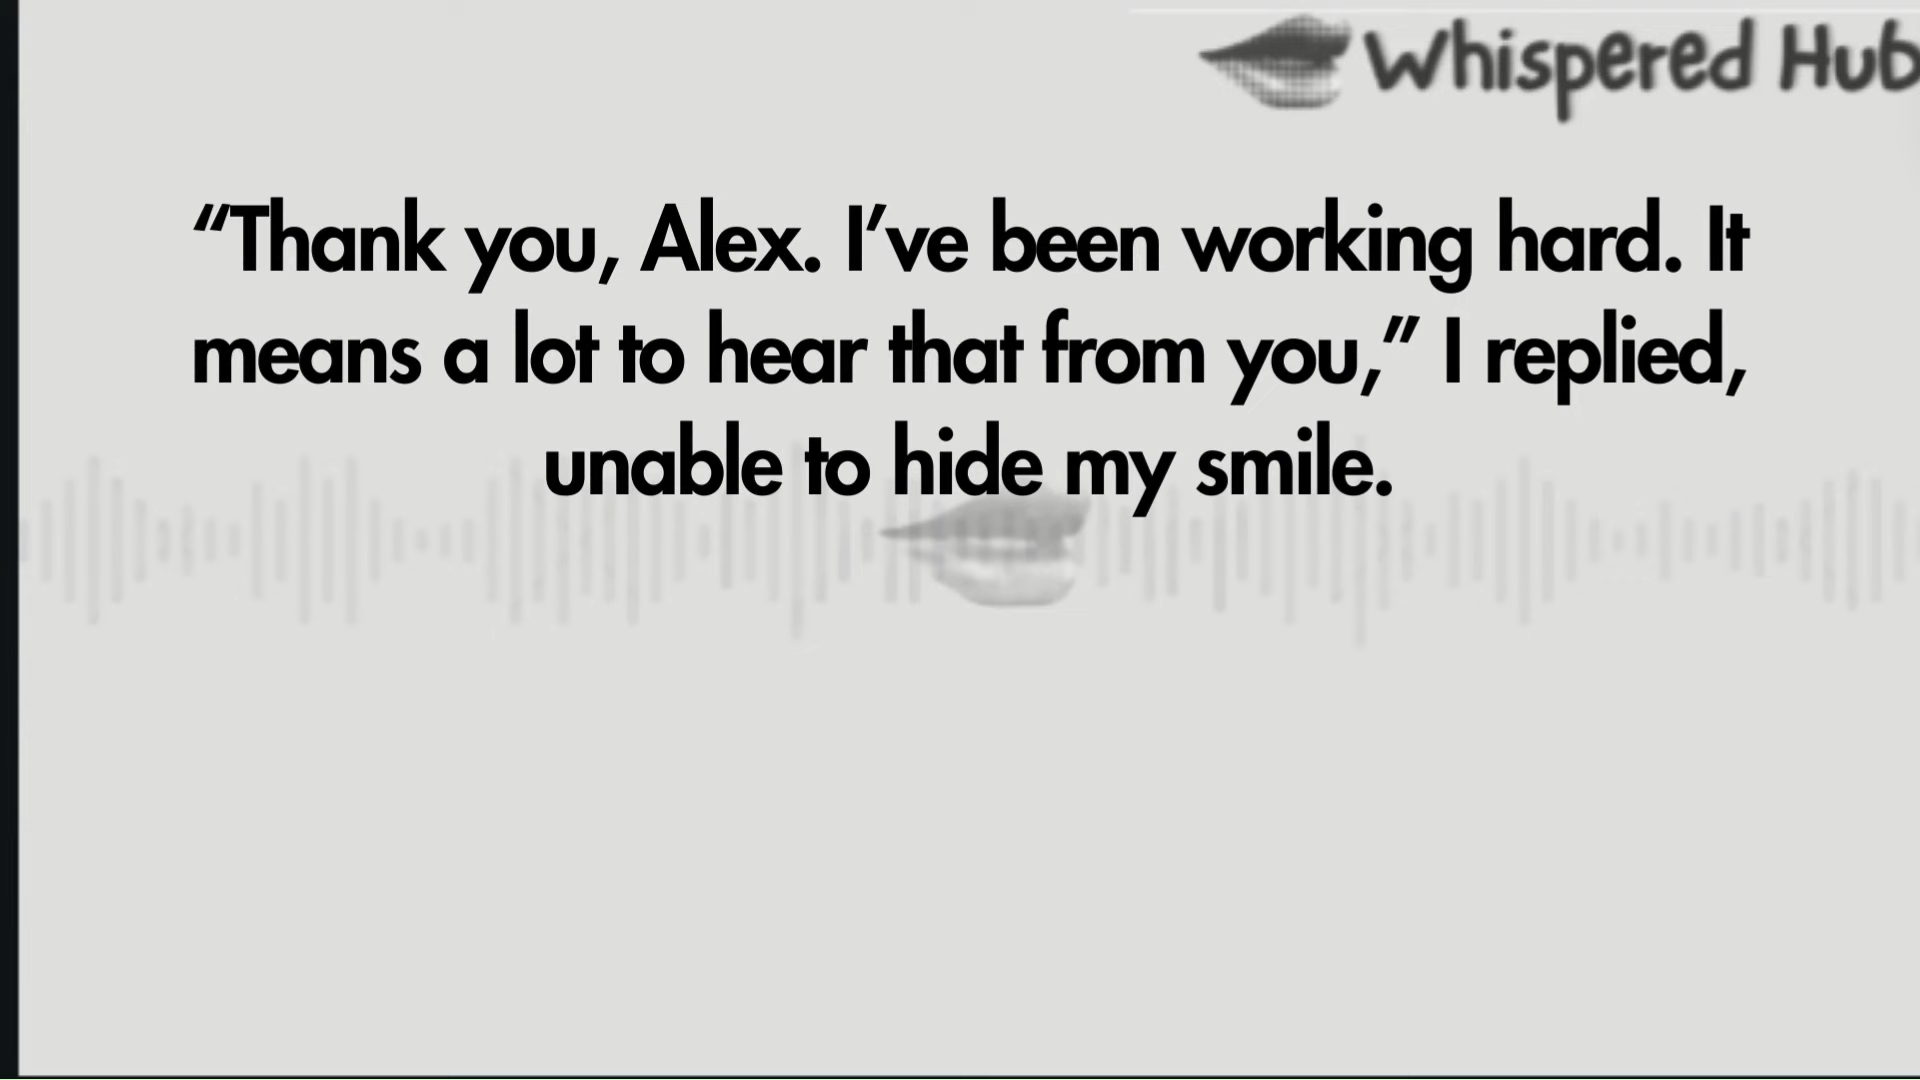 Whispered Hub
“Thank you, Alex. I’ve been working hard. It
means a lot to hear that from you,” I replied,
unable to hide my smile.